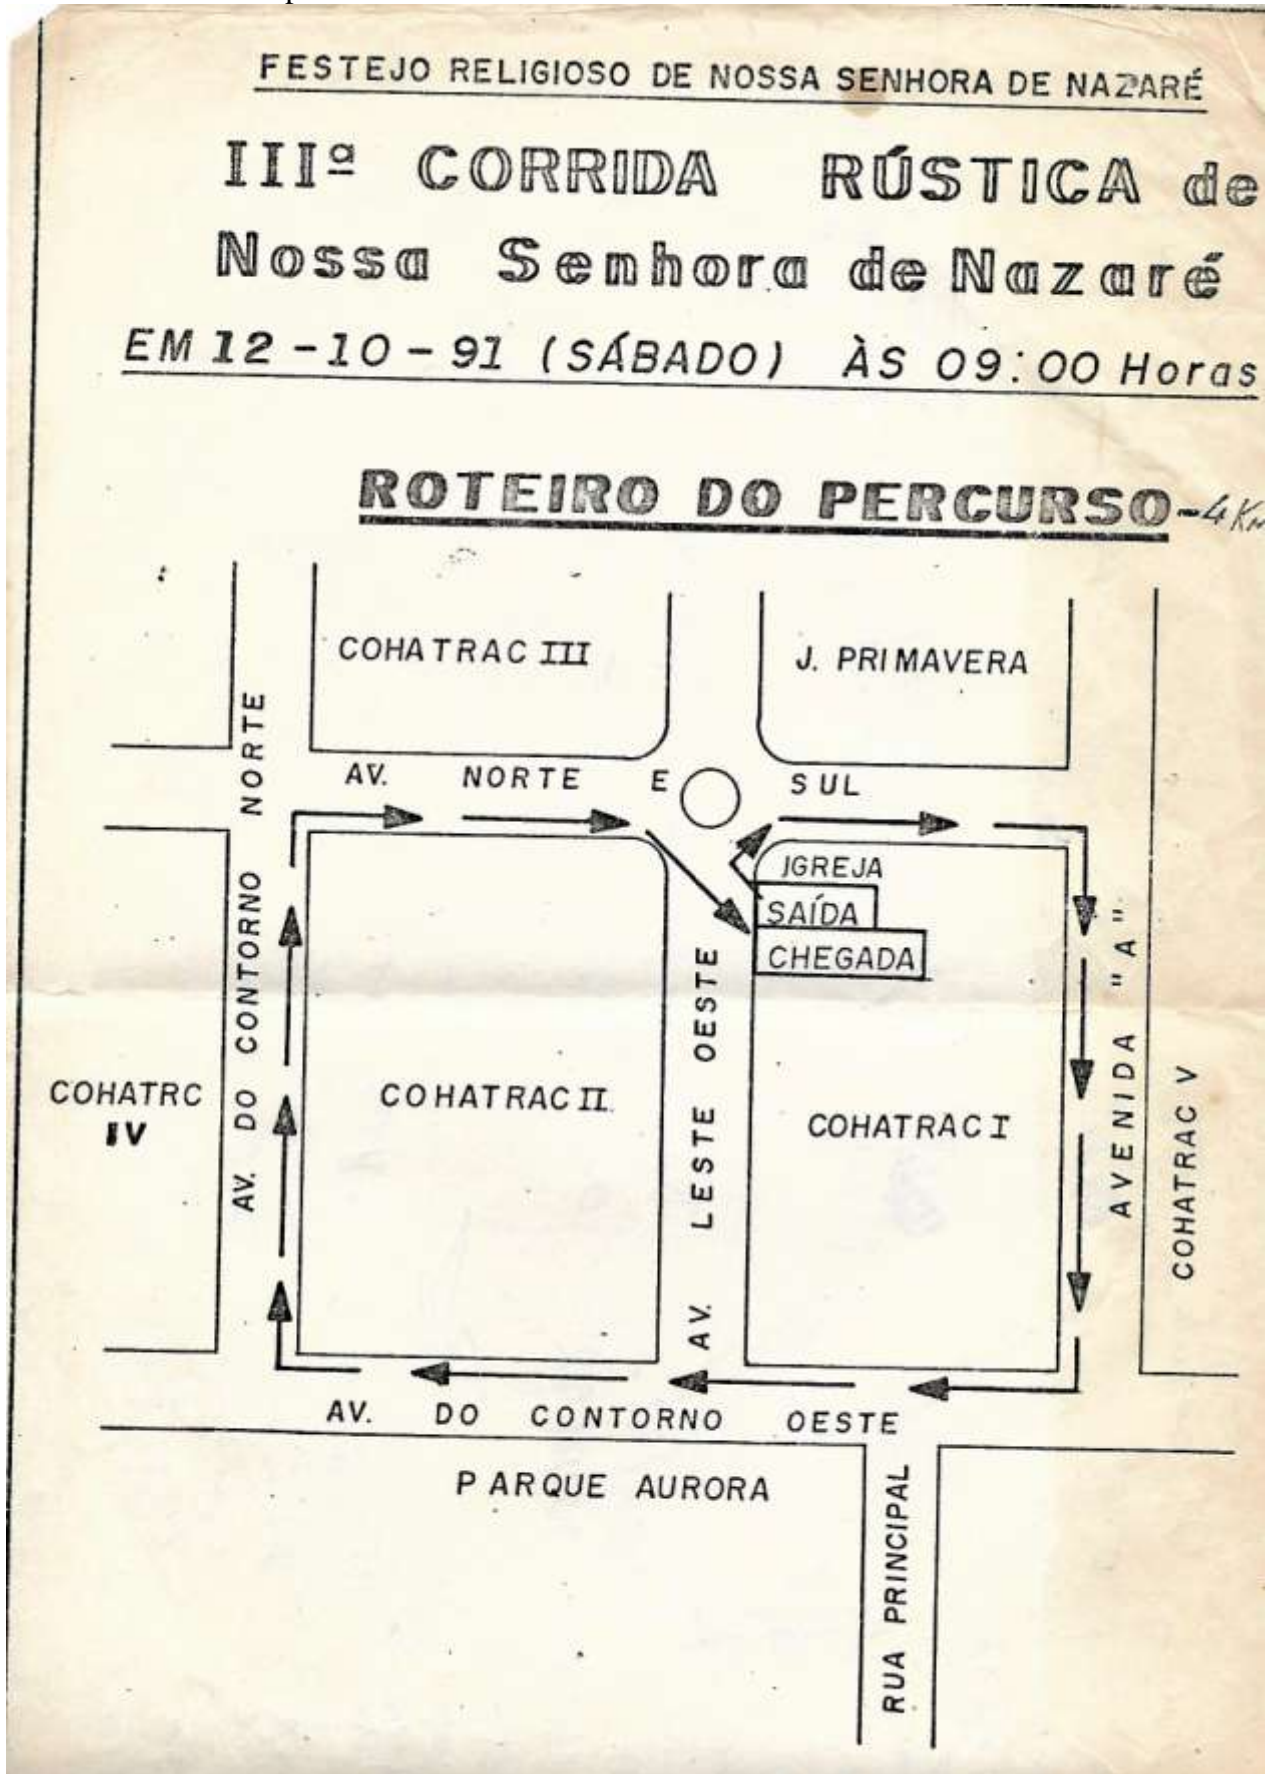 FESTEJO RELIGIOSO DE NOSSA SENHORA DE NAZARÉ
IIIª CORRIDA RÚSTICA de
Nossa Senhora de Nazaré
EM 12-10-91 (SÁBADO) ÀS 09:00 Horas
ROTEIRO DO PERCURSO - 4 Km
COHATRAC III
J. PRIMAVERA
AV. NORTE E SUL
AV. DO CONTORNO NORTE
IGREJA
SAÍDA
CHEGADA
AV. LESTE OESTE
AVENIDA "A"
COHATRC
IV
COHATRAC II
COHATRAC I
COHATRAC V
AV. DO CONTORNO OESTE
PARQUE AURORA
RUA PRINCIPAL